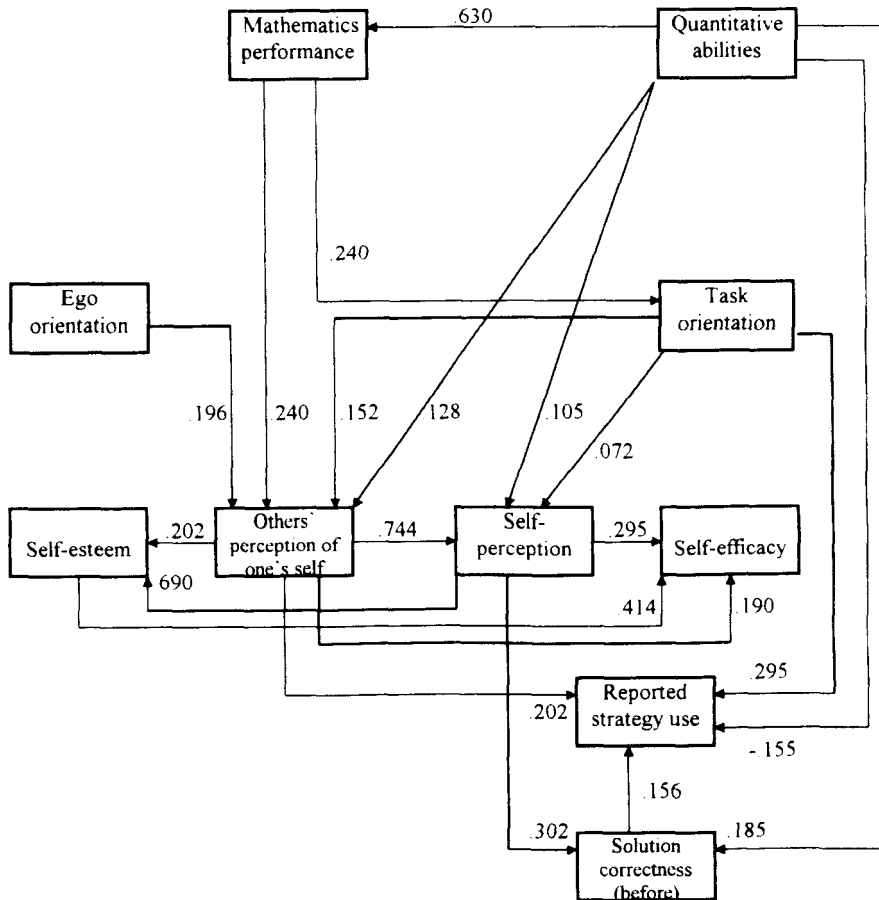 Mathematics
performance
.630
Quantitative
abilities
.240
Ego
orientation
Task
orientation
.196
.240
.152
.128
.105
.072
Self-esteem
.202
Others'
perception of
one's self
.744
Self-
perception
.295
Self-efficacy
690
.414
.190
.202
Reported
strategy use
.295
-.155
.156
.302
Solution
correctness
(before)
.185